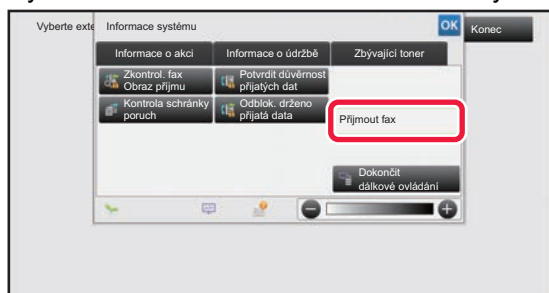 Vyberte exte
Informace systému
OK
Konec
Informace o akci
Informace o údržbě
Zbývající toner
Zkontrol. fax
Obraz příjmu
Potvrdit důvěrnost
přijatých dat
Kontrola schránky
poruch
Odblok. drženo
přijatá data
Přijmout fax
Dokončit
dálkové ovládání